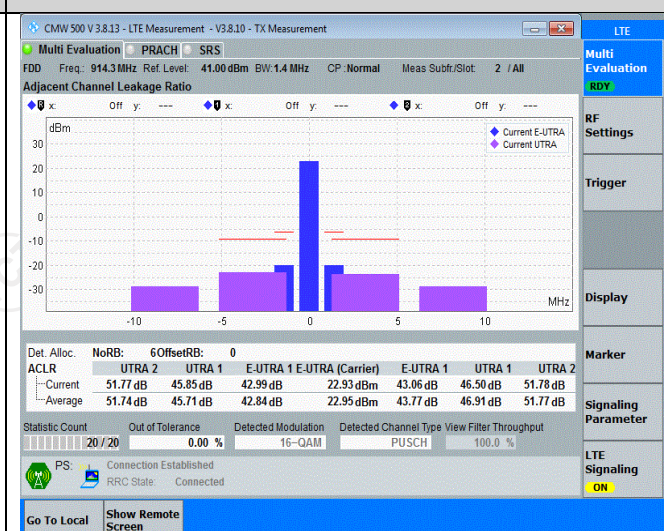 CMW 500 V 3.8.13 - LTE Measurement - V3.8.10 - TX Measurement
LTE
Multi Evaluation PRACH SRS
FDD Freq.: 914.3 MHz Ref. Level: 41.00 dBm BW: 1.4 MHz CP : Normal Meas Subfr./Slot: 2 / All
Adjacent Channel Leakage Ratio
x: Off y: --- x: Off y: --- x: Off y: ---
dBm
Current E-UTRA
Current UTRA
30
20
10
0
-10
-20
-30
MHz
-10 -5 0 5 10
Det. Alloc. NoRB: 6 OffsetRB: 0
ACLR UTRA 2 UTRA 1 E-UTRA 1 E-UTRA (Carrier) E-UTRA 1 UTRA 1 UTRA 2
Current 51.77 dB 45.85 dB 42.99 dB 22.93 dBm 43.06 dB 46.50 dB 51.78 dB
Average 51.74 dB 45.71 dB 42.84 dB 22.95 dBm 43.77 dB 46.91 dB 51.77 dB
Statistic Count Out of Tolerance Detected Modulation Detected Channel Type View Filter Throughput
20 / 20 0.00 % 16-QAM PUSCH 100.0 %
PS: Connection Established
RRC State: Connected
Multi
Evaluation
RDY
RF
Settings
Trigger
Display
Marker
Signaling
Parameter
LTE
Signaling
ON
Go To Local
Show Remote
Screen